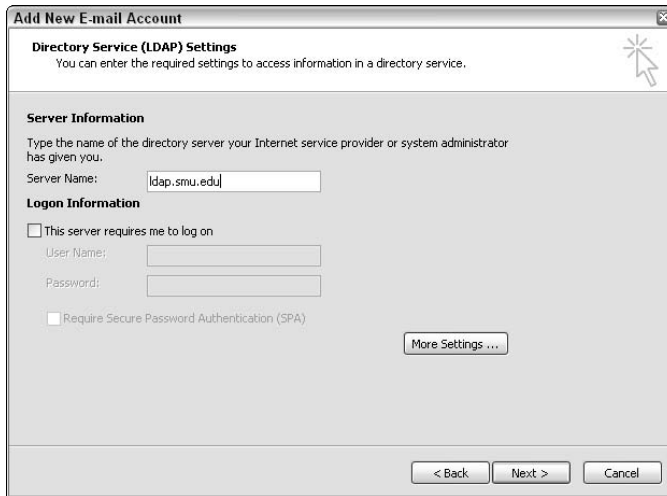 Add New E-mail Account
Directory Service (LDAP) Settings
You can enter the required settings to access information in a directory service.
Server Information
Type the name of the directory server your Internet service provider or system administrator
has given you.
Server Name: ldap.smu.edu
Logon Information
This server requires me to log on
User Name:
Password:
Require Secure Password Authentication (SPA)
More Settings ...
< Back Next > Cancel